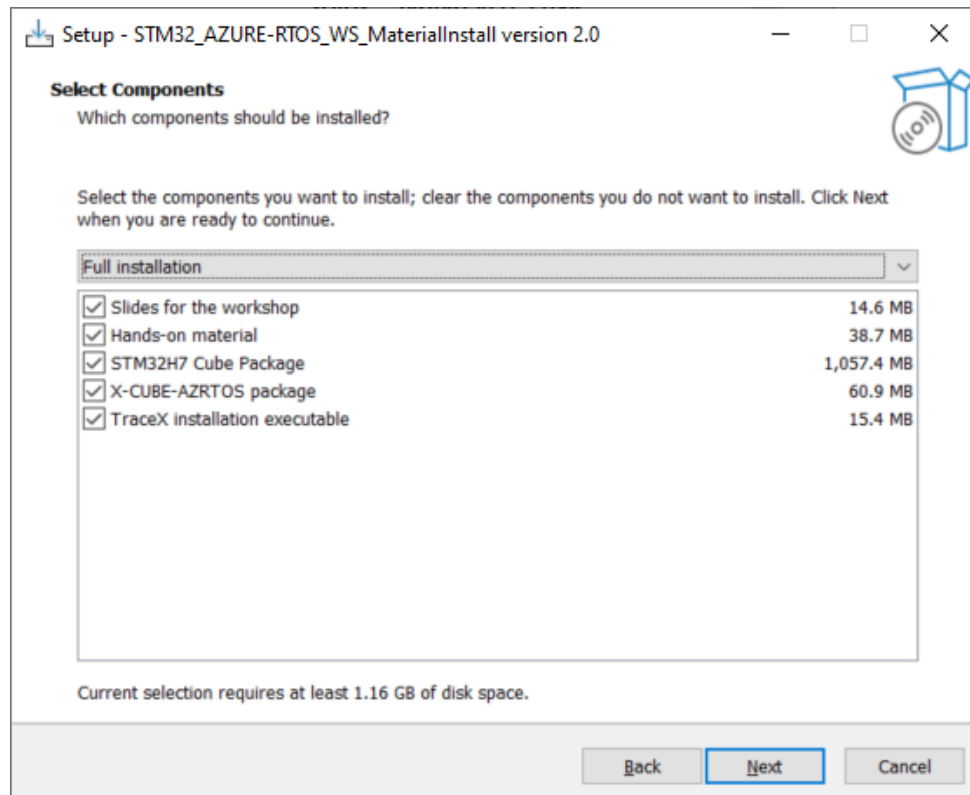 Setup - STM32_AZURE-RTOS_WS_MaterialInstall version 2.0
Select Components
Which components should be installed?
Select the components you want to install; clear the components you do not want to install. Click Next
when you are ready to continue.
Full installation
Slides for the workshop 14.6 MB
Hands-on material 38.7 MB
STM32H7 Cube Package 1,057.4 MB
X-CUBE-AZRTOS package 60.9 MB
TraceX installation executable 15.4 MB
Current selection requires at least 1.16 GB of disk space.
Back Next Cancel